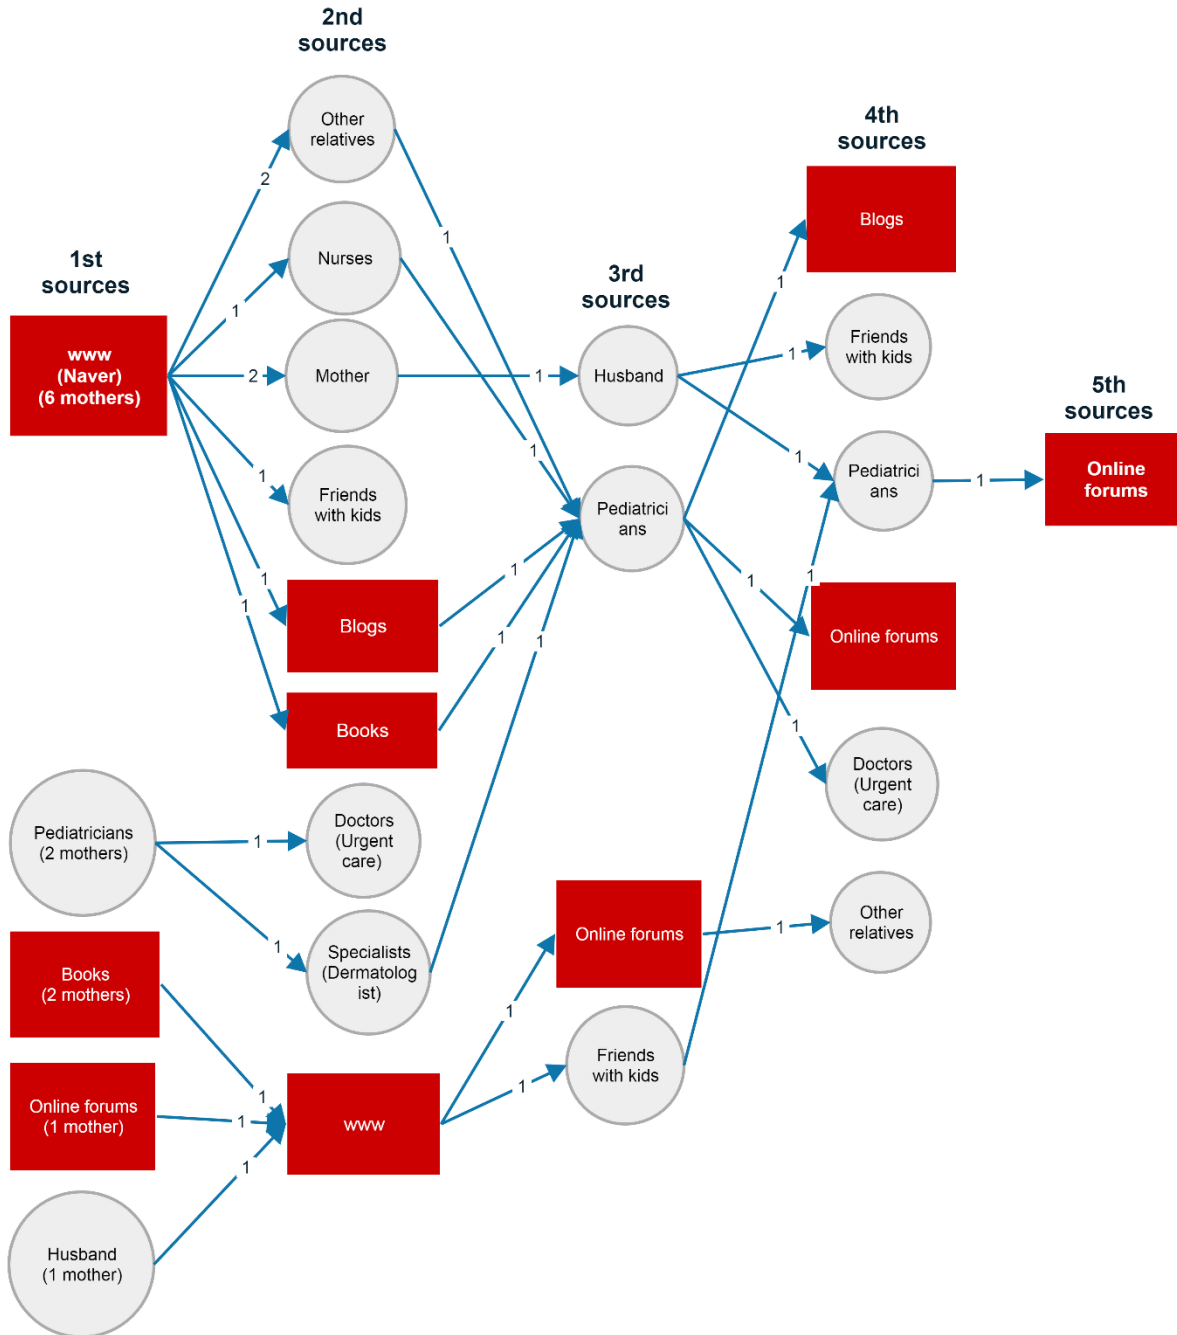 2nd
sources
Other
relatives
2
1
4th
sources
Blogs
1st
sources
Nurses
1
3rd
sources
1
www
(Naver)
(6 mothers)
2
Mother
1
Husband
1
Friends
with kids
5th
sources
1
Friends
with kids
1
1
Pediatrici
ans
1
Online
forums
Pediatrici
ans
1
1
Blogs
1
1
1
Online forums
1
Books
1
1
1
Doctors
(Urgent
care)
Pediatricians
(2 mothers)
1
Doctors
(Urgent
care)
1
Specialists
(Dermatolog
ist)
Online forums
1
Other
relatives
Books
(2 mothers)
1
Friends
with kids
1
1
Online forums
(1 mother)
1
www
1
Husband
(1 mother)